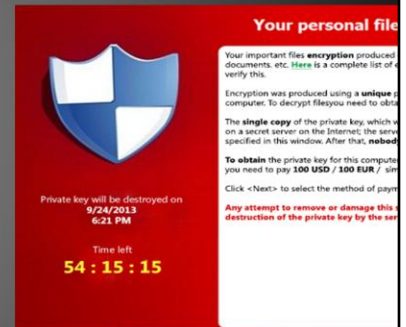 Your personal file
Your important files encryption produced
documents. etc. Here is a complete list of e
verify this.
Encryption was produced using a unique p
computer. To decrypt filesyou need to obta
The single copy of the private key, which w
on a secret server on the Internet; the serv
specified in this window. After that, nobod
To obtain the private key for this compute
you need to pay 100 USD / 100 EUR / sim
Click <Next> to select the method of paym
Any attempt to remove or damage this s
destruction of the private key by the ser
Private key will be destroyed on
9/24/2013
6:21 PM
Time left
54 : 15 : 15